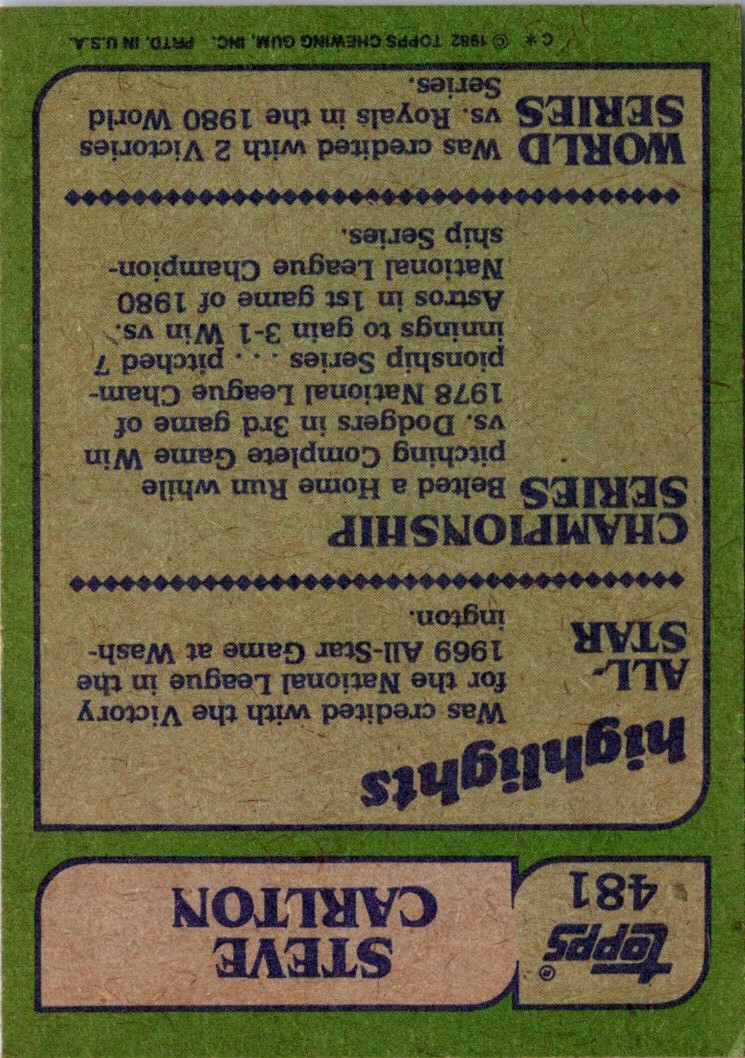 topps®
481
STEVE
CARLTON
highlights
ALL-
STAR
Was credited with the Victory
for the National League in the
1969 All-Star Game at Wash-
ington.
CHAMPIONSHIP
SERIES
Belted a Home Run while
pitching Complete Game Win
vs. Dodgers in 3rd game of
1978 National League Cham-
pionship Series . . . pitched 7
innings to gain 3-1 Win vs.
Astros in 1st game of 1980
National League Champion-
ship Series.
WORLD
SERIES
Was credited with 2 Victories
vs. Royals in the 1980 World
Series.
C* © 1982 TOPPS CHEWING GUM, INC. PRTD. IN U.S.A.